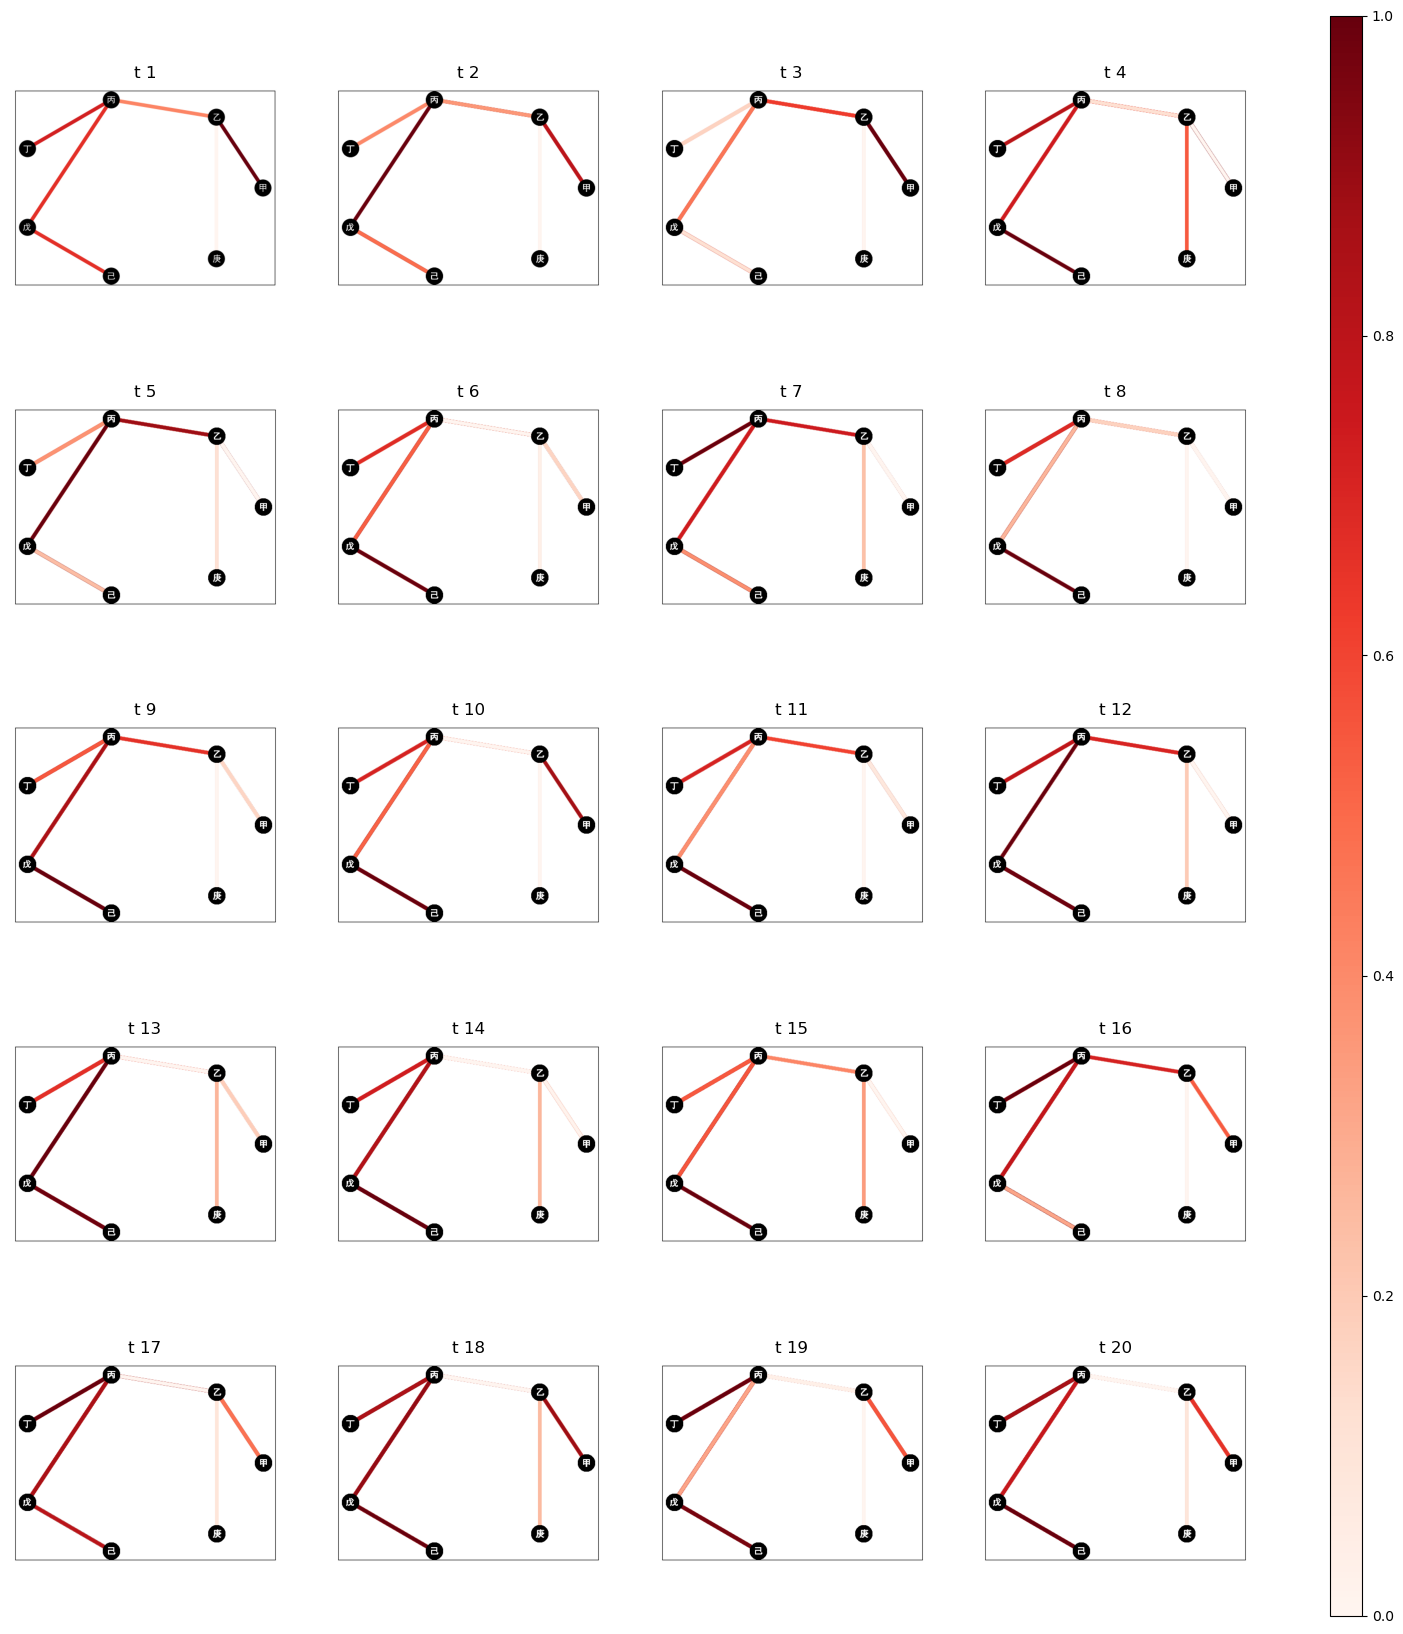 t 1
t 2
t 3
t 4
丙
乙
丁
甲
戊
庚
己
丙
乙
丁
甲
戊
庚
己
丙
乙
丁
甲
戊
庚
己
丙
乙
丁
甲
戊
庚
己
t 5
t 6
t 7
t 8
丙
乙
丁
甲
戊
庚
己
丙
乙
丁
甲
戊
庚
己
丙
乙
丁
甲
戊
庚
己
丙
乙
丁
甲
戊
庚
己
t 9
t 10
t 11
t 12
丙
乙
丁
甲
戊
庚
己
丙
乙
丁
甲
戊
庚
己
丙
乙
丁
甲
戊
庚
己
丙
乙
丁
甲
戊
庚
己
t 13
t 14
t 15
t 16
丙
乙
丁
甲
戊
庚
己
丙
乙
丁
甲
戊
庚
己
丙
乙
丁
甲
戊
庚
己
丙
乙
丁
甲
戊
庚
己
t 17
t 18
t 19
t 20
丙
乙
丁
甲
戊
庚
己
丙
乙
丁
甲
戊
庚
己
丙
乙
丁
甲
戊
庚
己
丙
乙
丁
甲
戊
庚
己
1.0
0.8
0.6
0.4
0.2
0.0